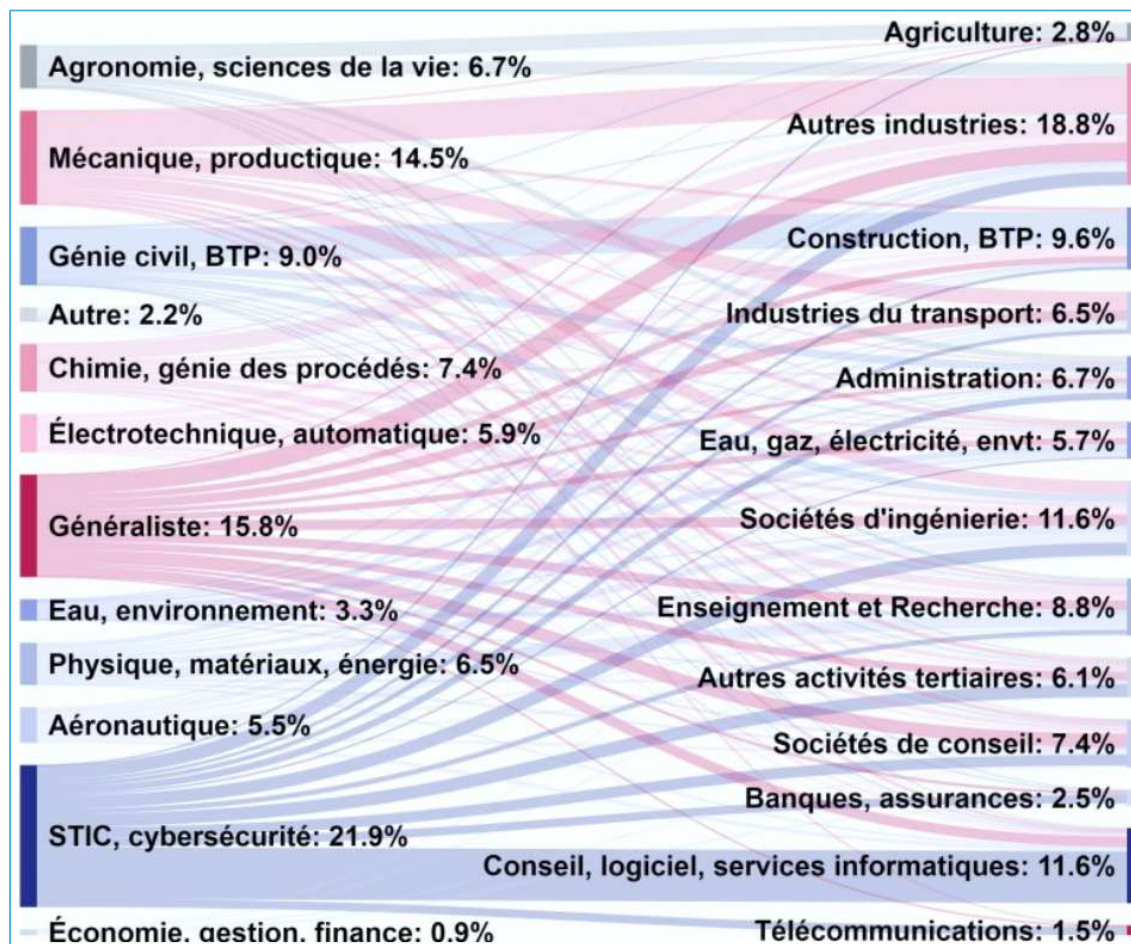 Agronomie, sciences de la vie: 6.7%
Mécanique, productique: 14.5%
Génie civil, BTP: 9.0%
Autre: 2.2%
Chimie, génie des procédés: 7.4%
Électrotechnique, automatique: 5.9%
Généraliste: 15.8%
Eau, environnement: 3.3%
Physique, matériaux, énergie: 6.5%
Aéronautique: 5.5%
STIC, cybersécurité: 21.9%
Économie, gestion, finance: 0.9%
Agriculture: 2.8%
Autres industries: 18.8%
Construction, BTP: 9.6%
Industries du transport: 6.5%
Administration: 6.7%
Eau, gaz, électricité, envt: 5.7%
Sociétés d'ingénierie: 11.6%
Enseignement et Recherche: 8.8%
Autres activités tertiaires: 6.1%
Sociétés de conseil: 7.4%
Banques, assurances: 2.5%
Conseil, logiciel, services informatiques: 11.6%
Télécommunications: 1.5%